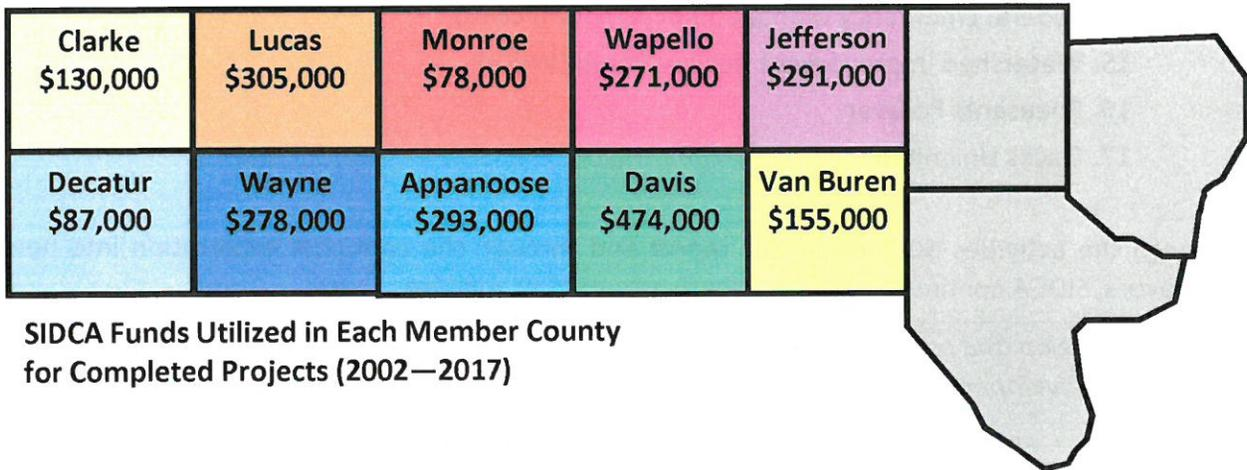 Clarke
$130,000
Lucas
$305,000
Monroe
$78,000
Wapello
$271,000
Jefferson
$291,000
Decatur
$87,000
Wayne
$278,000
Appanoose
$293,000
Davis
$474,000
Van Buren
$155,000
SIDCA Funds Utilized in Each Member County
for Completed Projects (2002—2017)